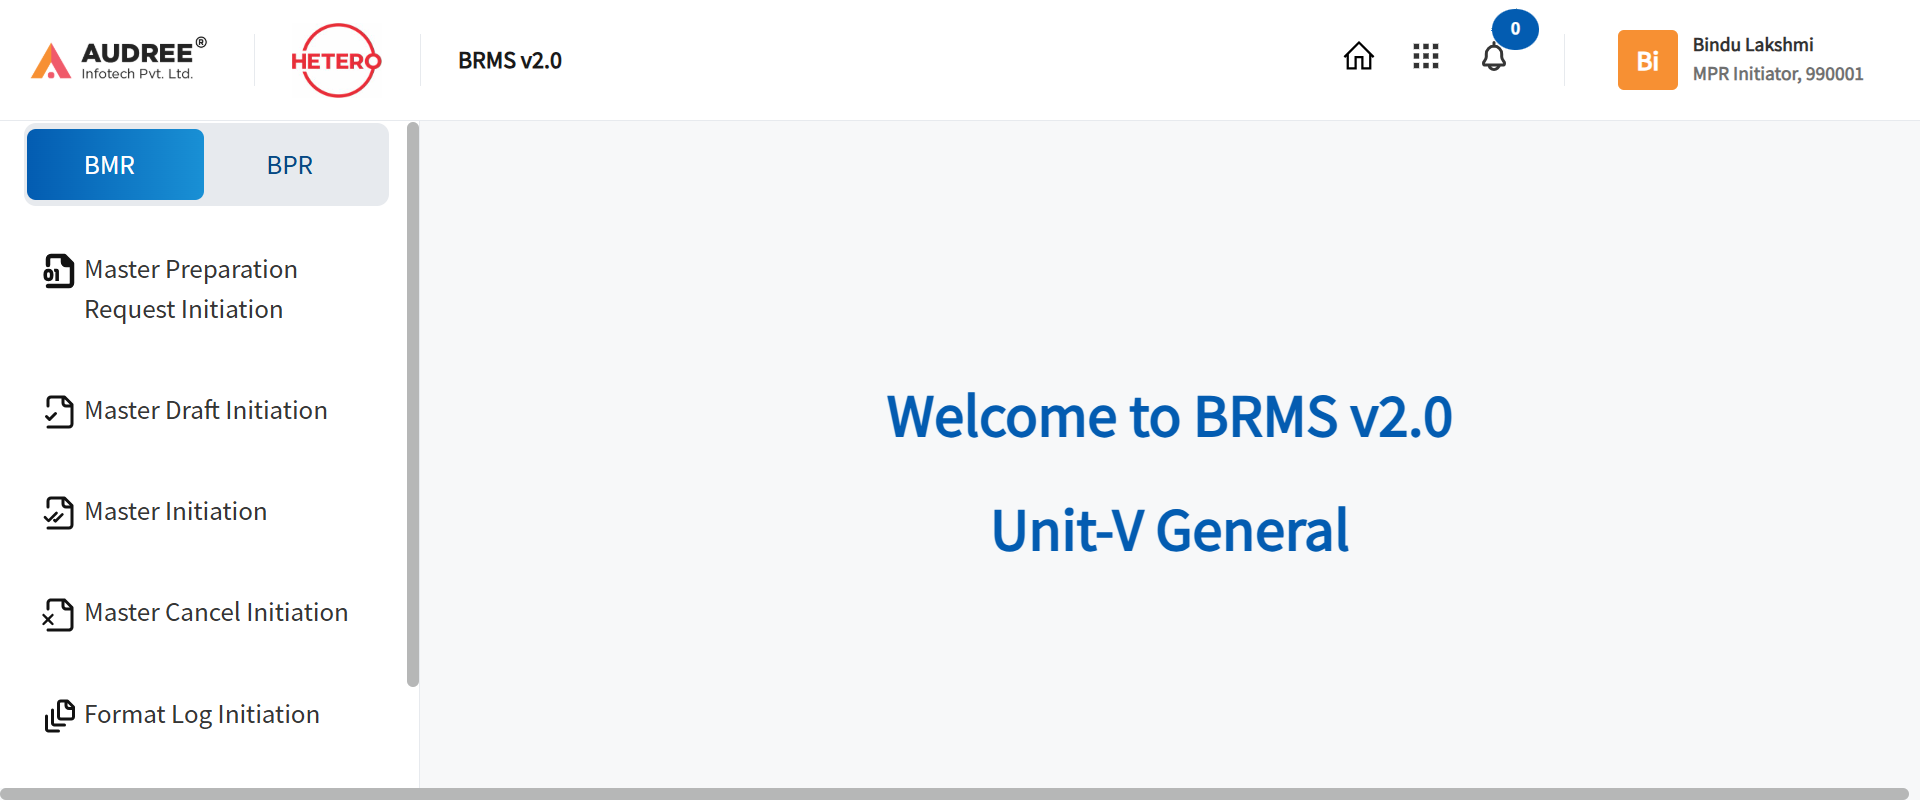 AUDREE®
Infotech Pvt. Ltd.
HETERO
BRMS v2.0
0
Bi
Bindu Lakshmi
MPR Initiator, 990001
BMR
BPR
01
Master Preparation
Request Initiation
Master Draft Initiation
Master Initiation
Master Cancel Initiation
Format Log Initiation
Welcome to BRMS v2.0
Unit-V General